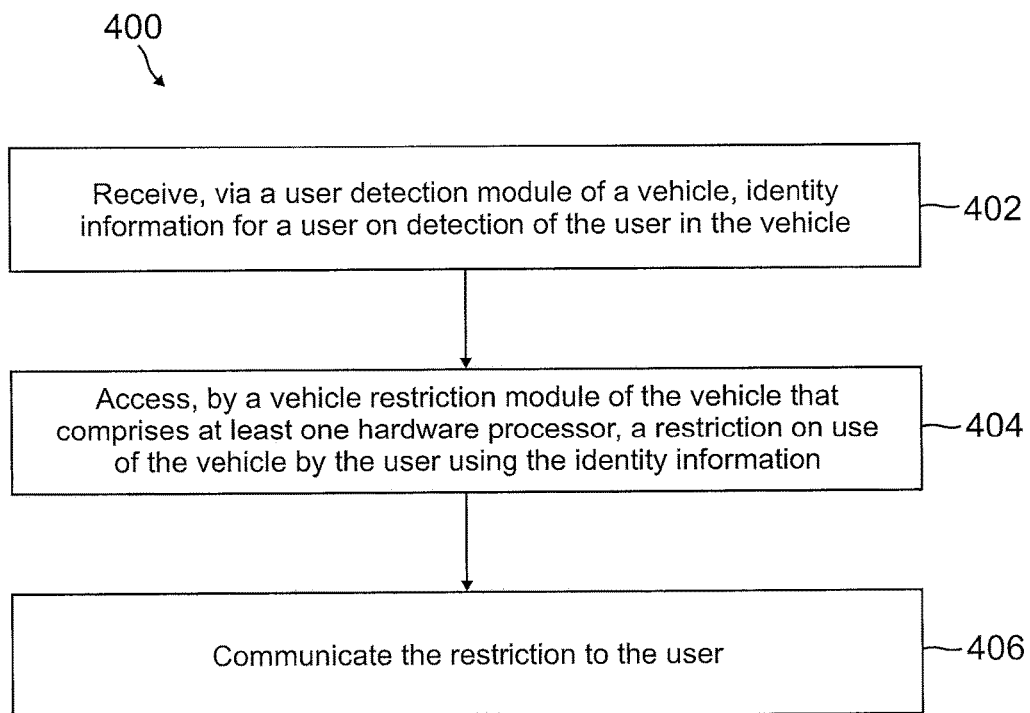 400
Receive, via a user detection module of a vehicle, identity
information for a user on detection of the user in the vehicle
402
Access, by a vehicle restriction module of the vehicle that
comprises at least one hardware processor, a restriction on use
of the vehicle by the user using the identity information
404
Communicate the restriction to the user
406